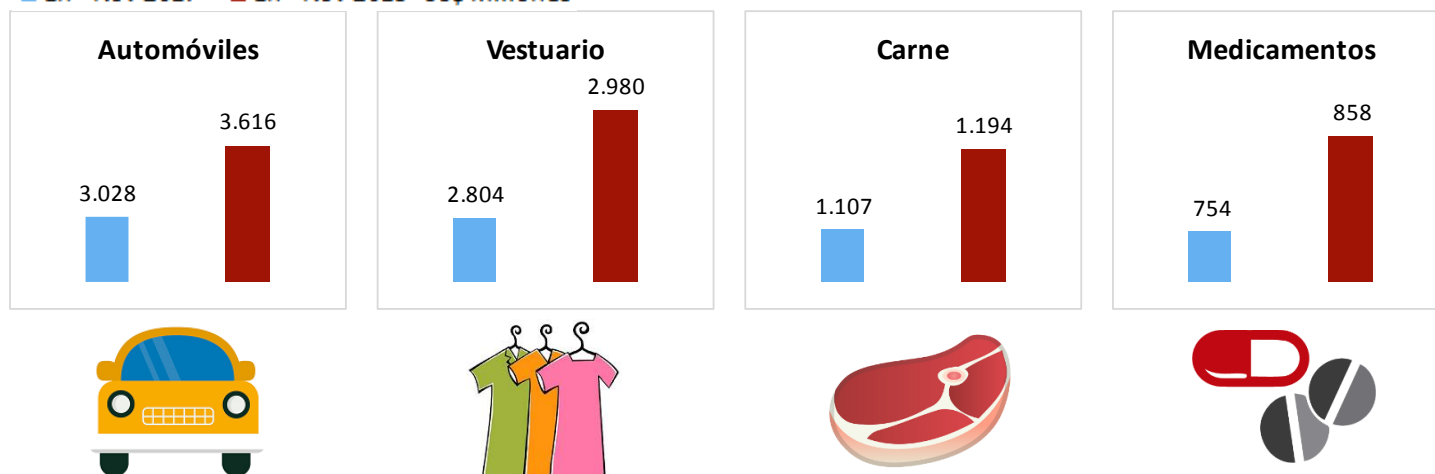 Automóviles
3.028
3.616
Vestuario
2.804
2.980
Carne
1.107
1.194
Medicamentos
754
858